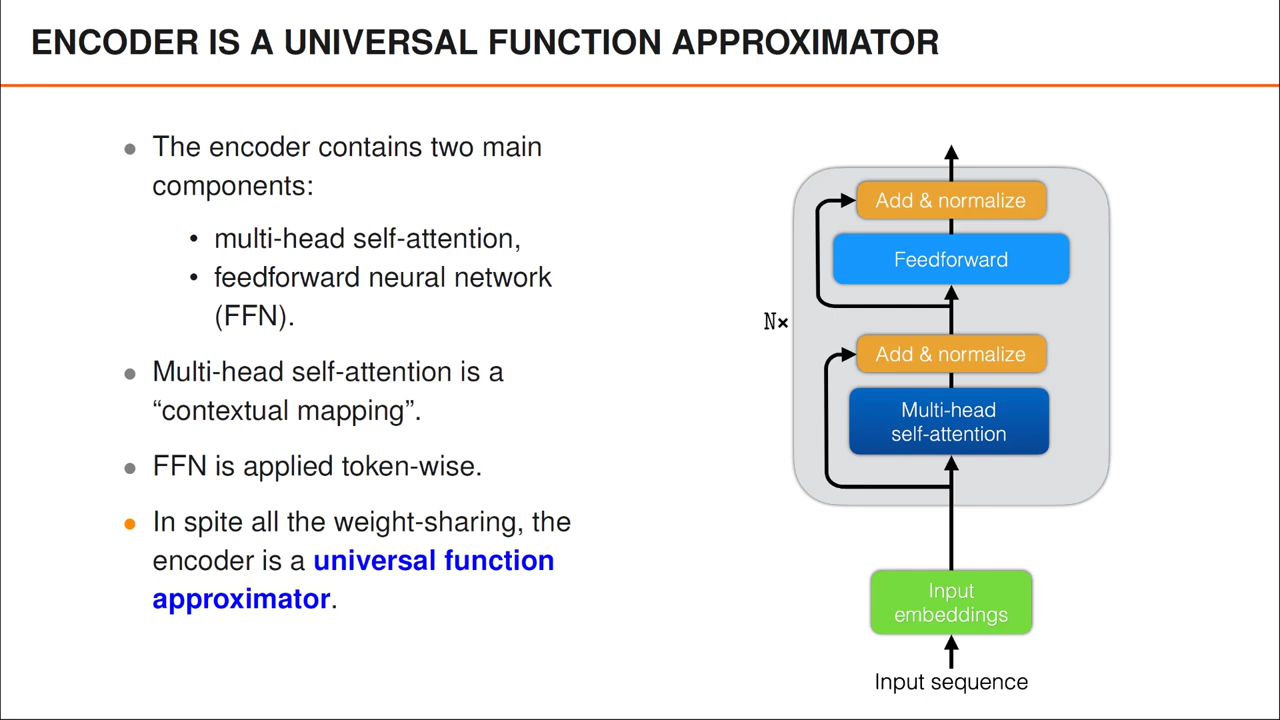 ENCODER IS A UNIVERSAL FUNCTION APPROXIMATOR
• The encoder contains two main
components:
• multi-head self-attention,
• feedforward neural network
(FFN).
• Multi-head self-attention is a
“contextual mapping”.
• FFN is applied token-wise.
• In spite all the weight-sharing, the
encoder is a universal function
approximator.
Add & normalize
Feedforward
N×
Add & normalize
Multi-head
self-attention
Input
embeddings
Input sequence